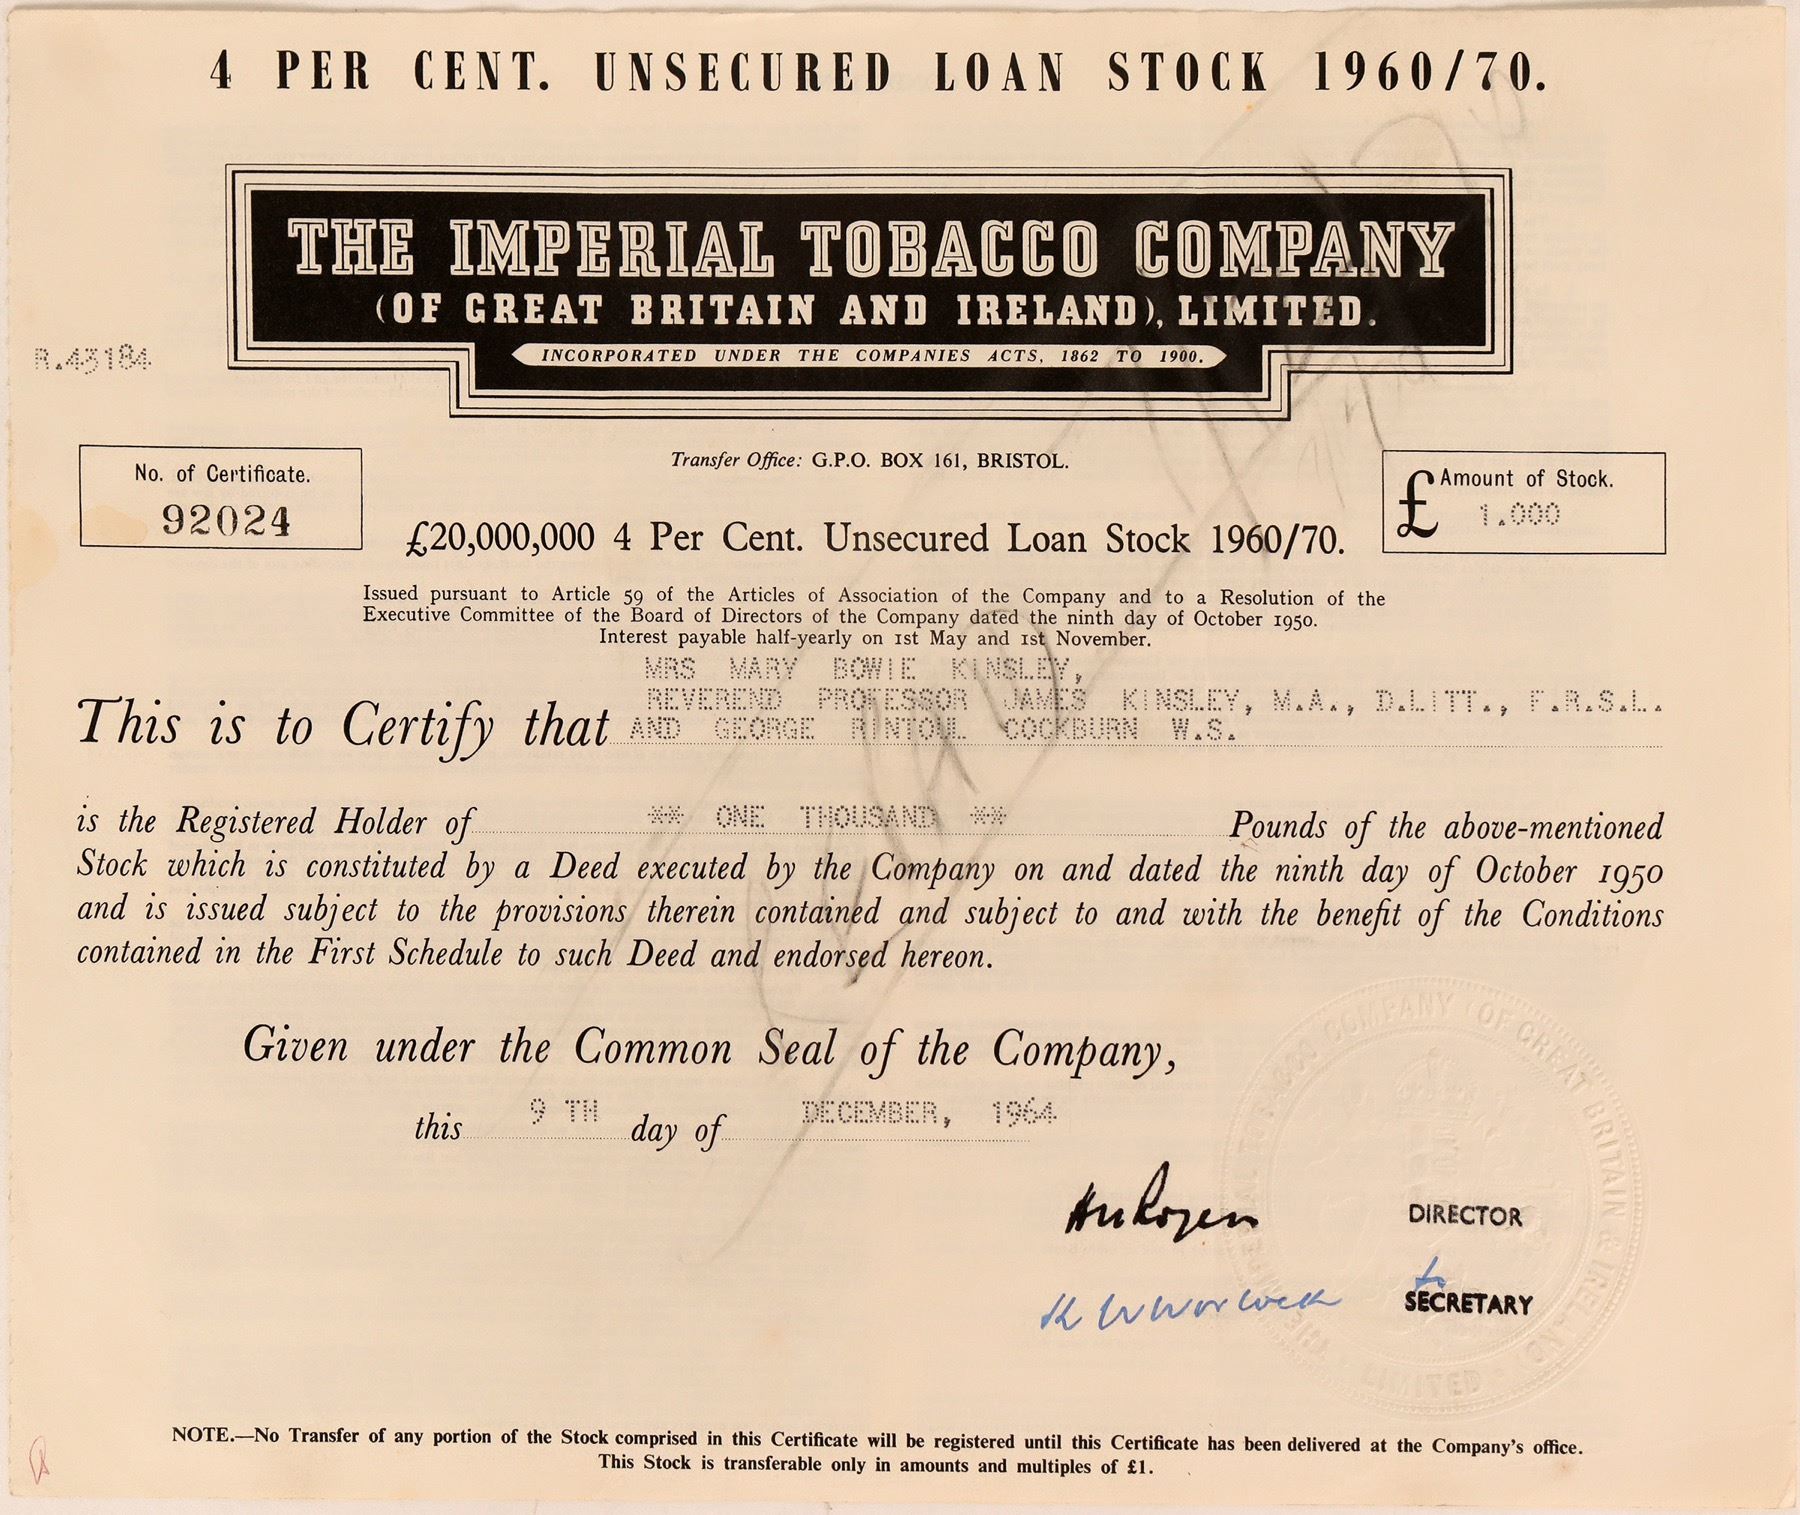 4 PER CENT. UNSECURED LOAN STOCK 1960/70.
THE IMPERIAL TOBACCO COMPANY
(OF GREAT BRITAIN AND IRELAND), LIMITED.
INCORPORATED UNDER THE COMPANIES ACTS, 1862 TO 1900.
R.43184
No. of Certificate.
92024
Transfer Office: G.P.O. BOX 161, BRISTOL.
£ Amount of Stock.
1.000
£20,000,000 4 Per Cent. Unsecured Loan Stock 1960/70.
Issued pursuant to Article 59 of the Articles of Association of the Company and to a Resolution of the
Executive Committee of the Board of Directors of the Company dated the ninth day of October 1950.
Interest payable half-yearly on 1st May and 1st November.
MRS MARY BOWIE KINSLEY,
REVEREND PROFESSOR JAMES KINSLEY, M.A., D.LITT., F.R.S.L.
This is to Certify that AND GEORGE RINTOUL COCKBURN W.S.
is the Registered Holder of ** ONE THOUSAND ** Pounds of the above-mentioned
Stock which is constituted by a Deed executed by the Company on and dated the ninth day of October 1950
and is issued subject to the provisions therein contained and subject to and with the benefit of the Conditions
contained in the First Schedule to such Deed and endorsed hereon.
Given under the Common Seal of the Company,
this 9 TH day of DECEMBER, 1964
DIRECTOR
SECRETARY
THE IMPERIAL TOBACCO COMPANY (OF GREAT BRITAIN & IRELAND) LIMITED
NOTE.—No Transfer of any portion of the Stock comprised in this Certificate will be registered until this Certificate has been delivered at the Company's office.
This Stock is transferable only in amounts and multiples of £1.